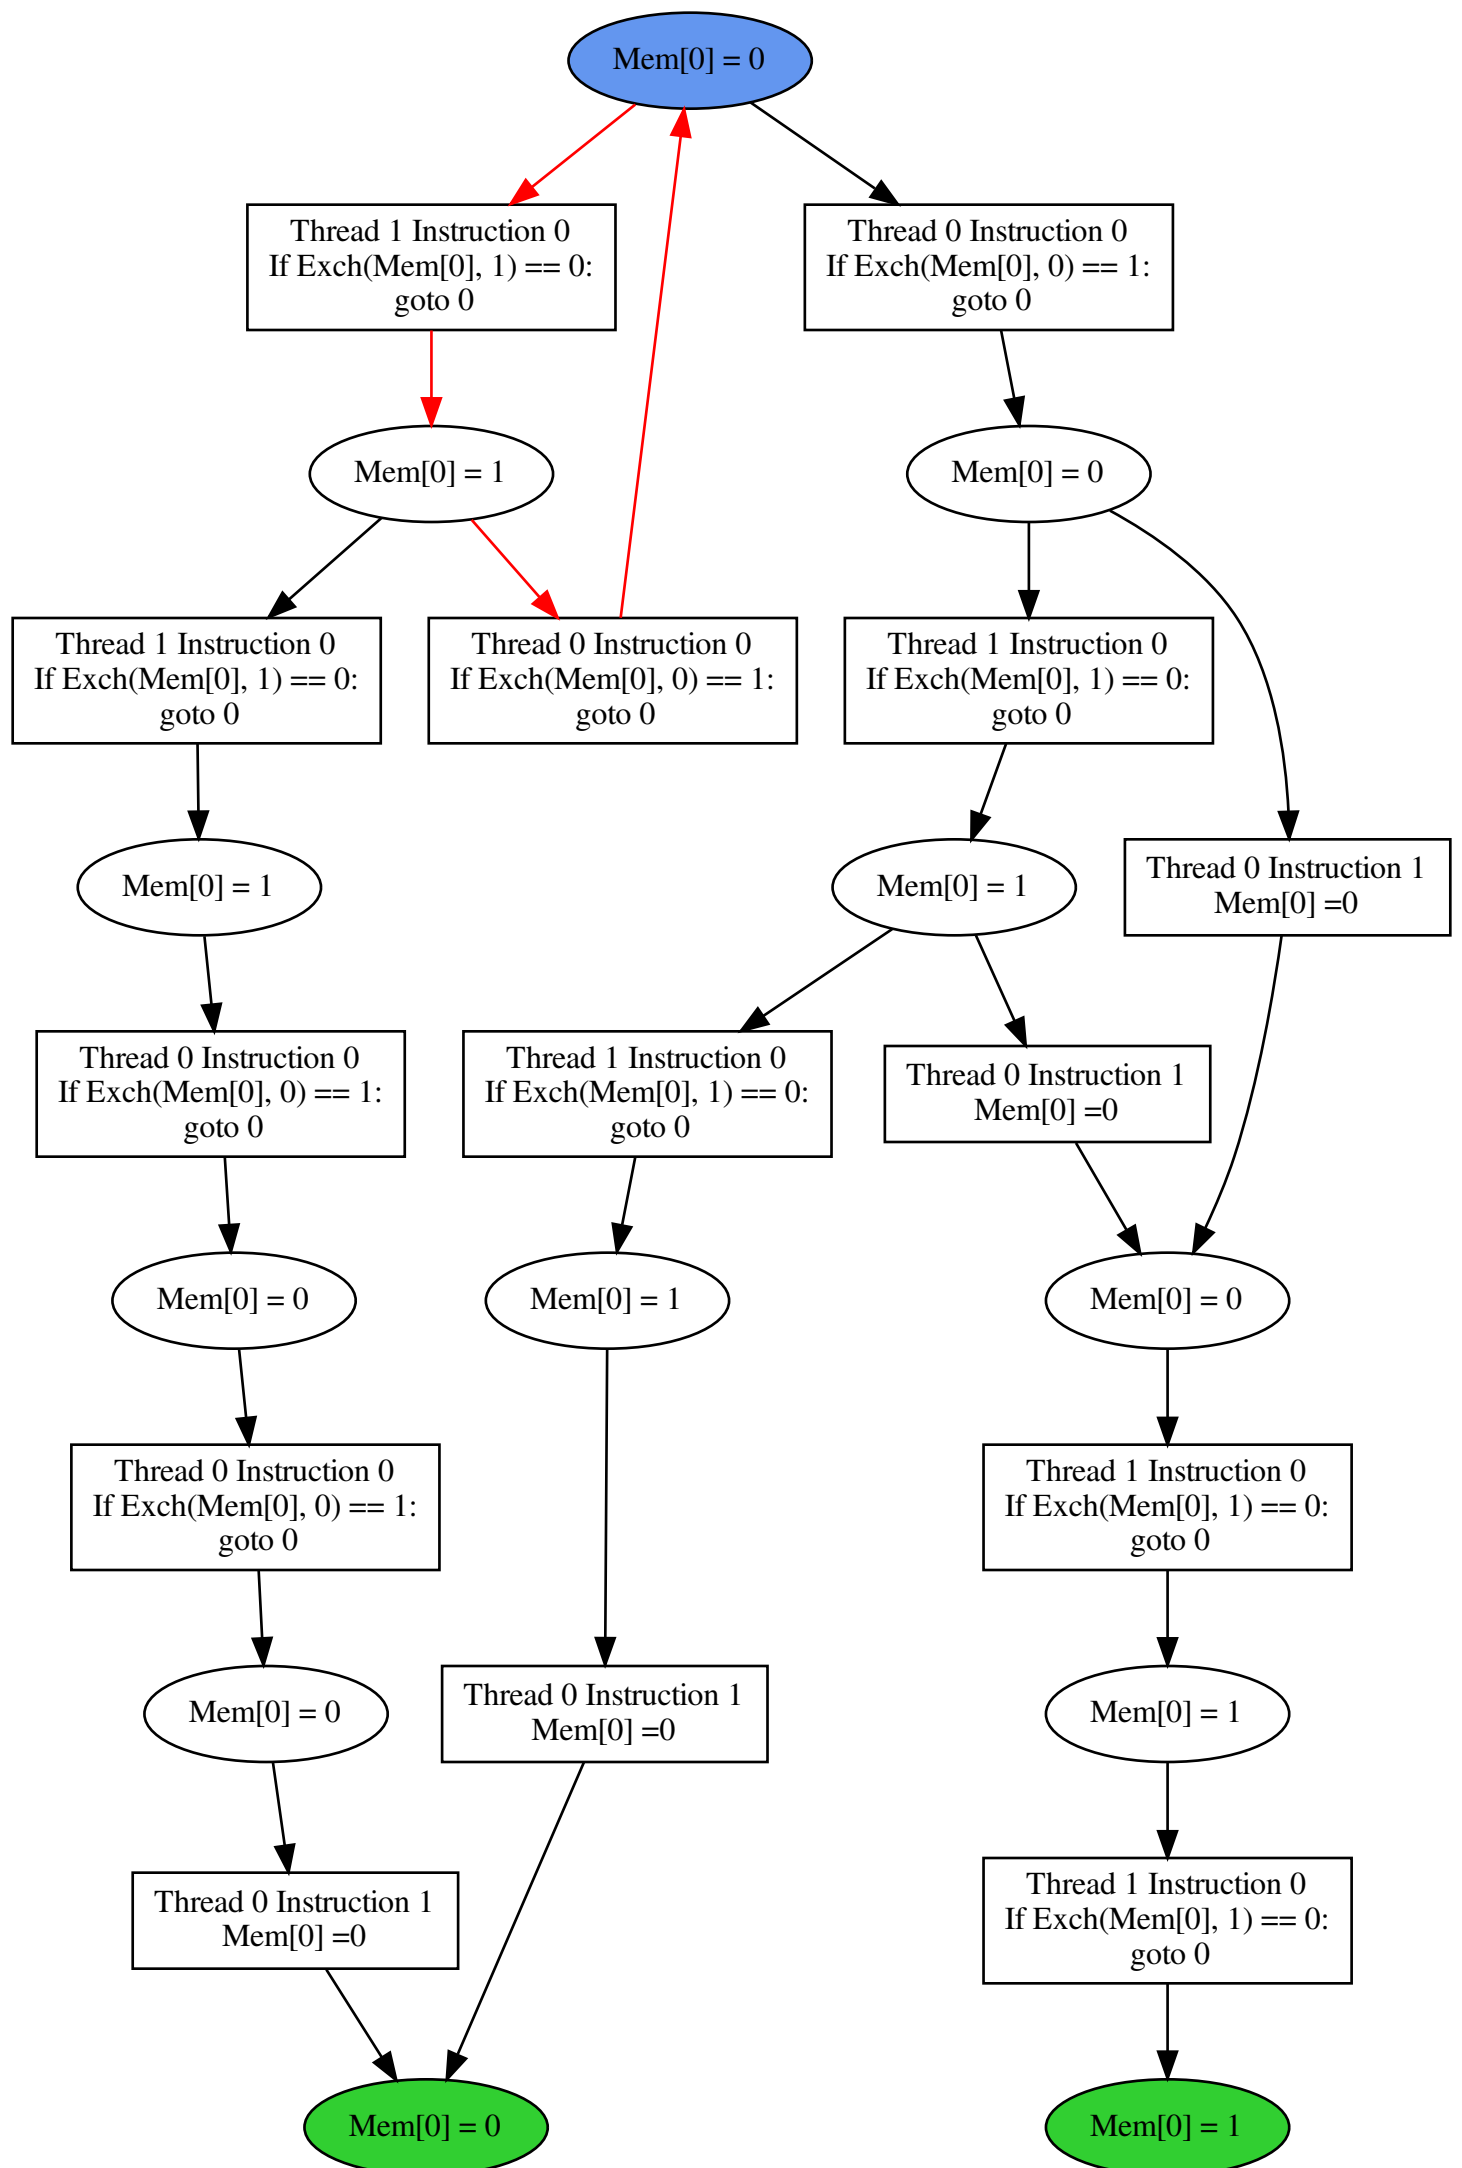 Mem[0] = 0
Thread 1 Instruction 0
If Exch(Mem[0], 1) == 0:
goto 0
Thread 0 Instruction 0
If Exch(Mem[0], 0) == 1:
goto 0
Mem[0] = 1
Mem[0] = 0
Thread 1 Instruction 0
If Exch(Mem[0], 1) == 0:
goto 0
Thread 0 Instruction 0
If Exch(Mem[0], 0) == 1:
goto 0
Thread 1 Instruction 0
If Exch(Mem[0], 1) == 0:
goto 0
Mem[0] = 1
Mem[0] = 1
Thread 0 Instruction 1
Mem[0] =0
Thread 0 Instruction 0
If Exch(Mem[0], 0) == 1:
goto 0
Thread 1 Instruction 0
If Exch(Mem[0], 1) == 0:
goto 0
Thread 0 Instruction 1
Mem[0] =0
Mem[0] = 0
Mem[0] = 1
Mem[0] = 0
Thread 0 Instruction 0
If Exch(Mem[0], 0) == 1:
goto 0
Thread 1 Instruction 0
If Exch(Mem[0], 1) == 0:
goto 0
Mem[0] = 0
Thread 0 Instruction 1
Mem[0] =0
Mem[0] = 1
Thread 0 Instruction 1
Mem[0] =0
Thread 1 Instruction 0
If Exch(Mem[0], 1) == 0:
goto 0
Mem[0] = 0
Mem[0] = 1